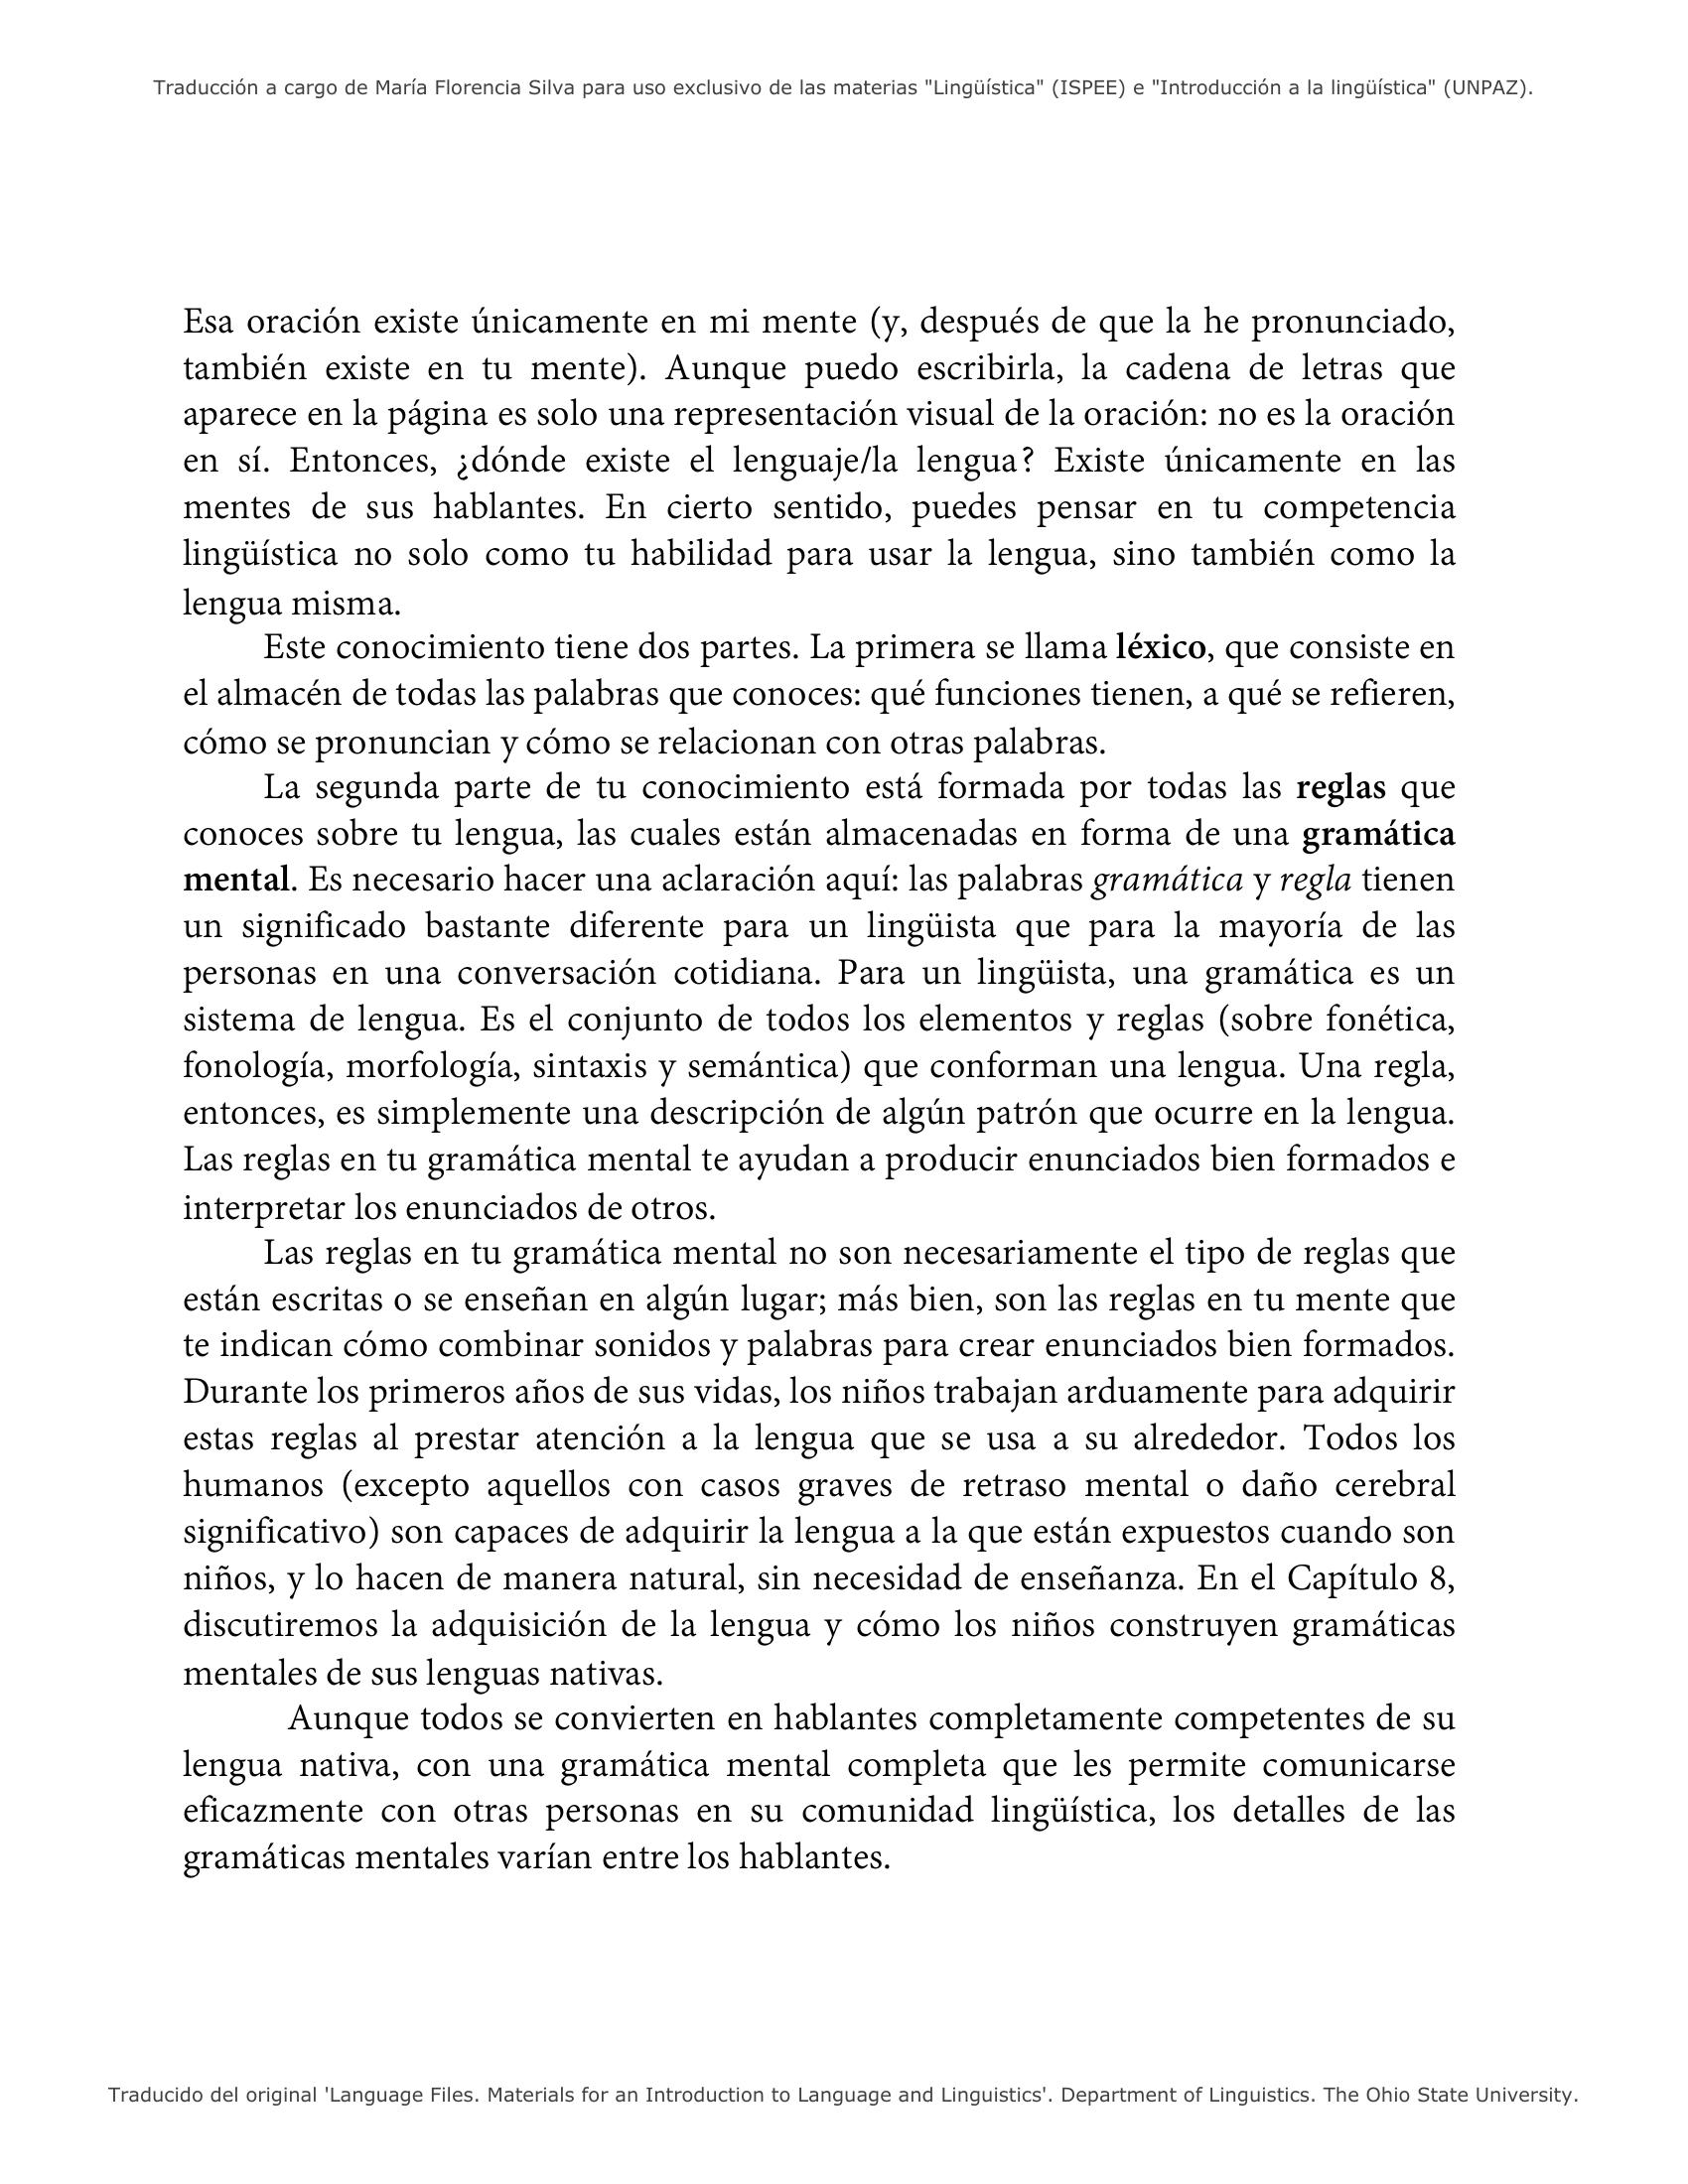 Traducción a cargo de María Florencia Silva para uso exclusivo de las materias "Lingüística" (ISPEE) e "Introducción a la lingüística" (UNPAZ).
Esa oración existe únicamente en mi mente (y, después de que la he pronunciado,
también existe en tu mente). Aunque puedo escribirla, la cadena de letras que
aparece en la página es solo una representación visual de la oración: no es la oración
en sí. Entonces, ¿dónde existe el lenguaje/la lengua? Existe únicamente en las
mentes de sus hablantes. En cierto sentido, puedes pensar en tu competencia
lingüística no solo como tu habilidad para usar la lengua, sino también como la
lengua misma.
Este conocimiento tiene dos partes. La primera se llama léxico, que consiste en
el almacén de todas las palabras que conoces: qué funciones tienen, a qué se refieren,
cómo se pronuncian y cómo se relacionan con otras palabras.
La segunda parte de tu conocimiento está formada por todas las reglas que
conoces sobre tu lengua, las cuales están almacenadas en forma de una gramática
mental. Es necesario hacer una aclaración aquí: las palabras gramática y regla tienen
un significado bastante diferente para un lingüista que para la mayoría de las
personas en una conversación cotidiana. Para un lingüista, una gramática es un
sistema de lengua. Es el conjunto de todos los elementos y reglas (sobre fonética,
fonología, morfología, sintaxis y semántica) que conforman una lengua. Una regla,
entonces, es simplemente una descripción de algún patrón que ocurre en la lengua.
Las reglas en tu gramática mental te ayudan a producir enunciados bien formados e
interpretar los enunciados de otros.
Las reglas en tu gramática mental no son necesariamente el tipo de reglas que
están escritas o se enseñan en algún lugar; más bien, son las reglas en tu mente que
te indican cómo combinar sonidos y palabras para crear enunciados bien formados.
Durante los primeros años de sus vidas, los niños trabajan arduamente para adquirir
estas reglas al prestar atención a la lengua que se usa a su alrededor. Todos los
humanos (excepto aquellos con casos graves de retraso mental o daño cerebral
significativo) son capaces de adquirir la lengua a la que están expuestos cuando son
niños, y lo hacen de manera natural, sin necesidad de enseñanza. En el Capítulo 8,
discutiremos la adquisición de la lengua y cómo los niños construyen gramáticas
mentales de sus lenguas nativas.
Aunque todos se convierten en hablantes completamente competentes de su
lengua nativa, con una gramática mental completa que les permite comunicarse
eficazmente con otras personas en su comunidad lingüística, los detalles de las
gramáticas mentales varían entre los hablantes.
Traducido del original 'Language Files. Materials for an Introduction to Language and Linguistics'. Department of Linguistics. The Ohio State University.